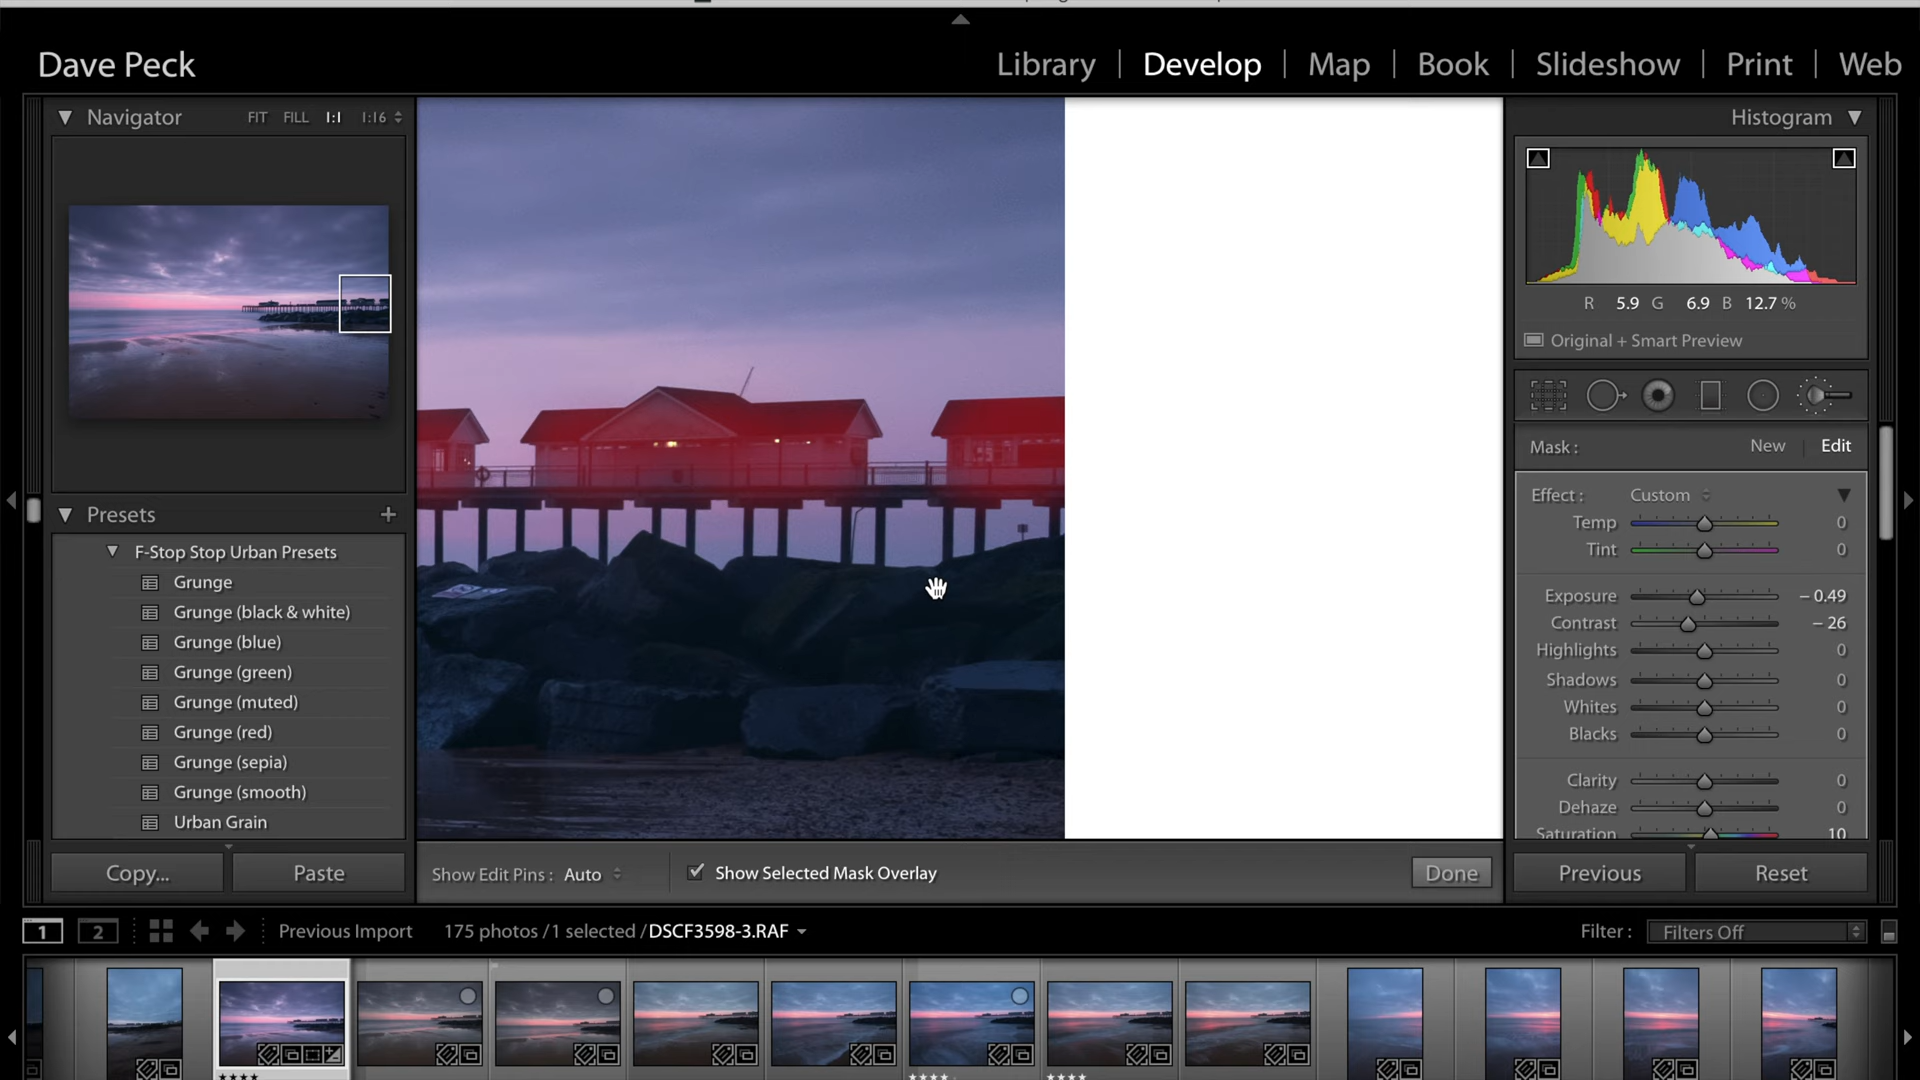 Dave Peck
Library | Develop | Map | Book | Slideshow | Print | Web
Navigator FIT FILL 1:1 1:16
Histogram
R 5.9 G 6.9 B 12.7 %
Original + Smart Preview
Mask : New Edit
Effect : Custom
Temp 0
Tint 0
Exposure – 0.49
Contrast – 26
Highlights 0
Shadows 0
Whites 0
Blacks 0
Clarity 0
Dehaze 0
Saturation 10
Presets +
F-Stop Stop Urban Presets
Grunge
Grunge (black & white)
Grunge (blue)
Grunge (green)
Grunge (muted)
Grunge (red)
Grunge (sepia)
Grunge (smooth)
Urban Grain
Copy... Paste
Show Edit Pins : Auto Show Selected Mask Overlay Done
Previous Reset
1 2 Previous Import 175 photos /1 selected /DSCF3598-3.RAF Filter : Filters Off